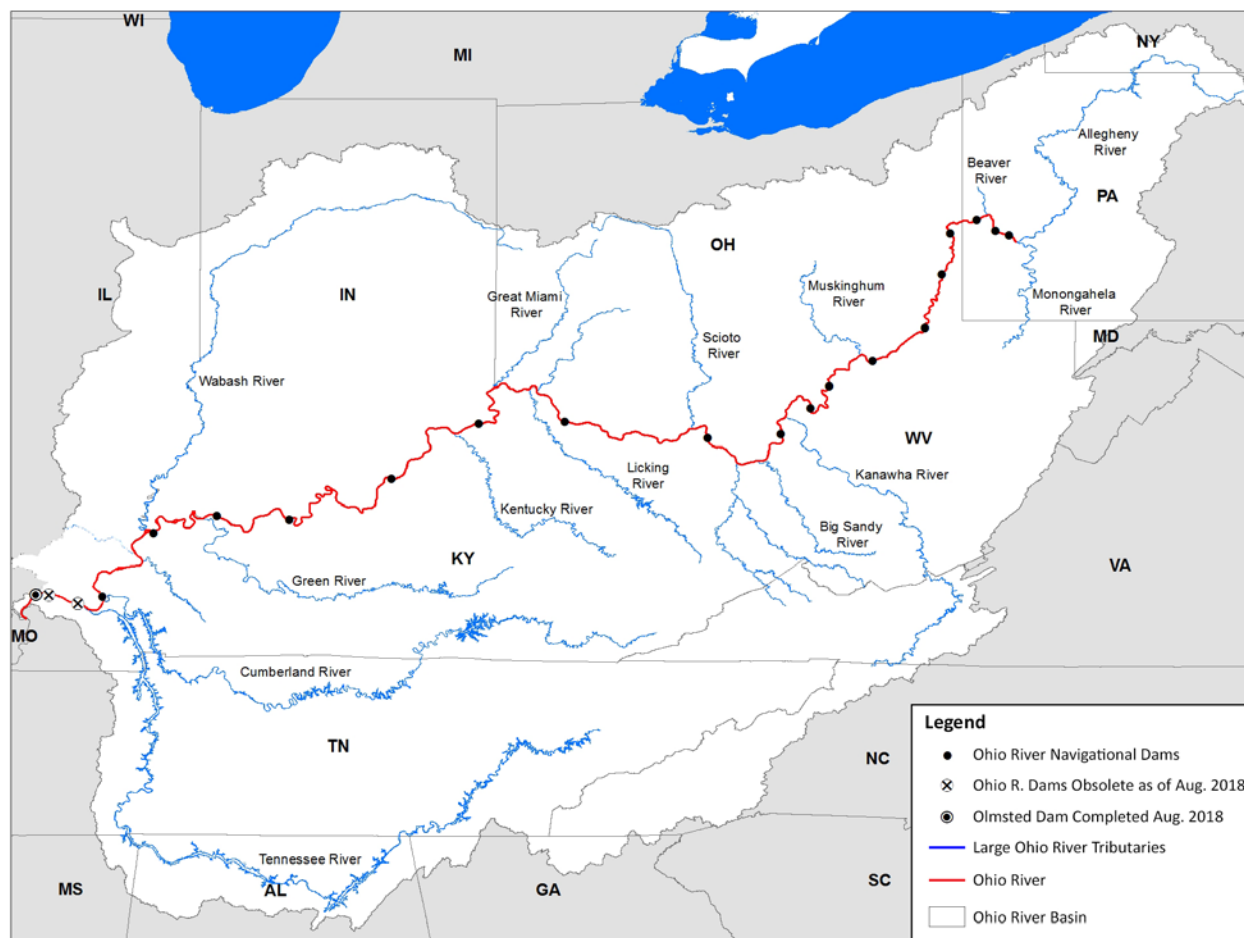 WI
MI
NY
Allegheny
River
Beaver
River
PA
OH
IL
IN
Great Miami
River
Muskinghum
River
Monongahela
River
Scioto
River
MD
Wabash River
WV
Licking
River
Kanawha River
Kentucky River
Big Sandy
River
KY
VA
Green River
MO
Cumberland River
TN
NC
Tennessee River
MS
AL
GA
SC
Legend
Ohio River Navigational Dams
Ohio R. Dams Obsolete as of Aug. 2018
Olmsted Dam Completed Aug. 2018
Large Ohio River Tributaries
Ohio River
Ohio River Basin